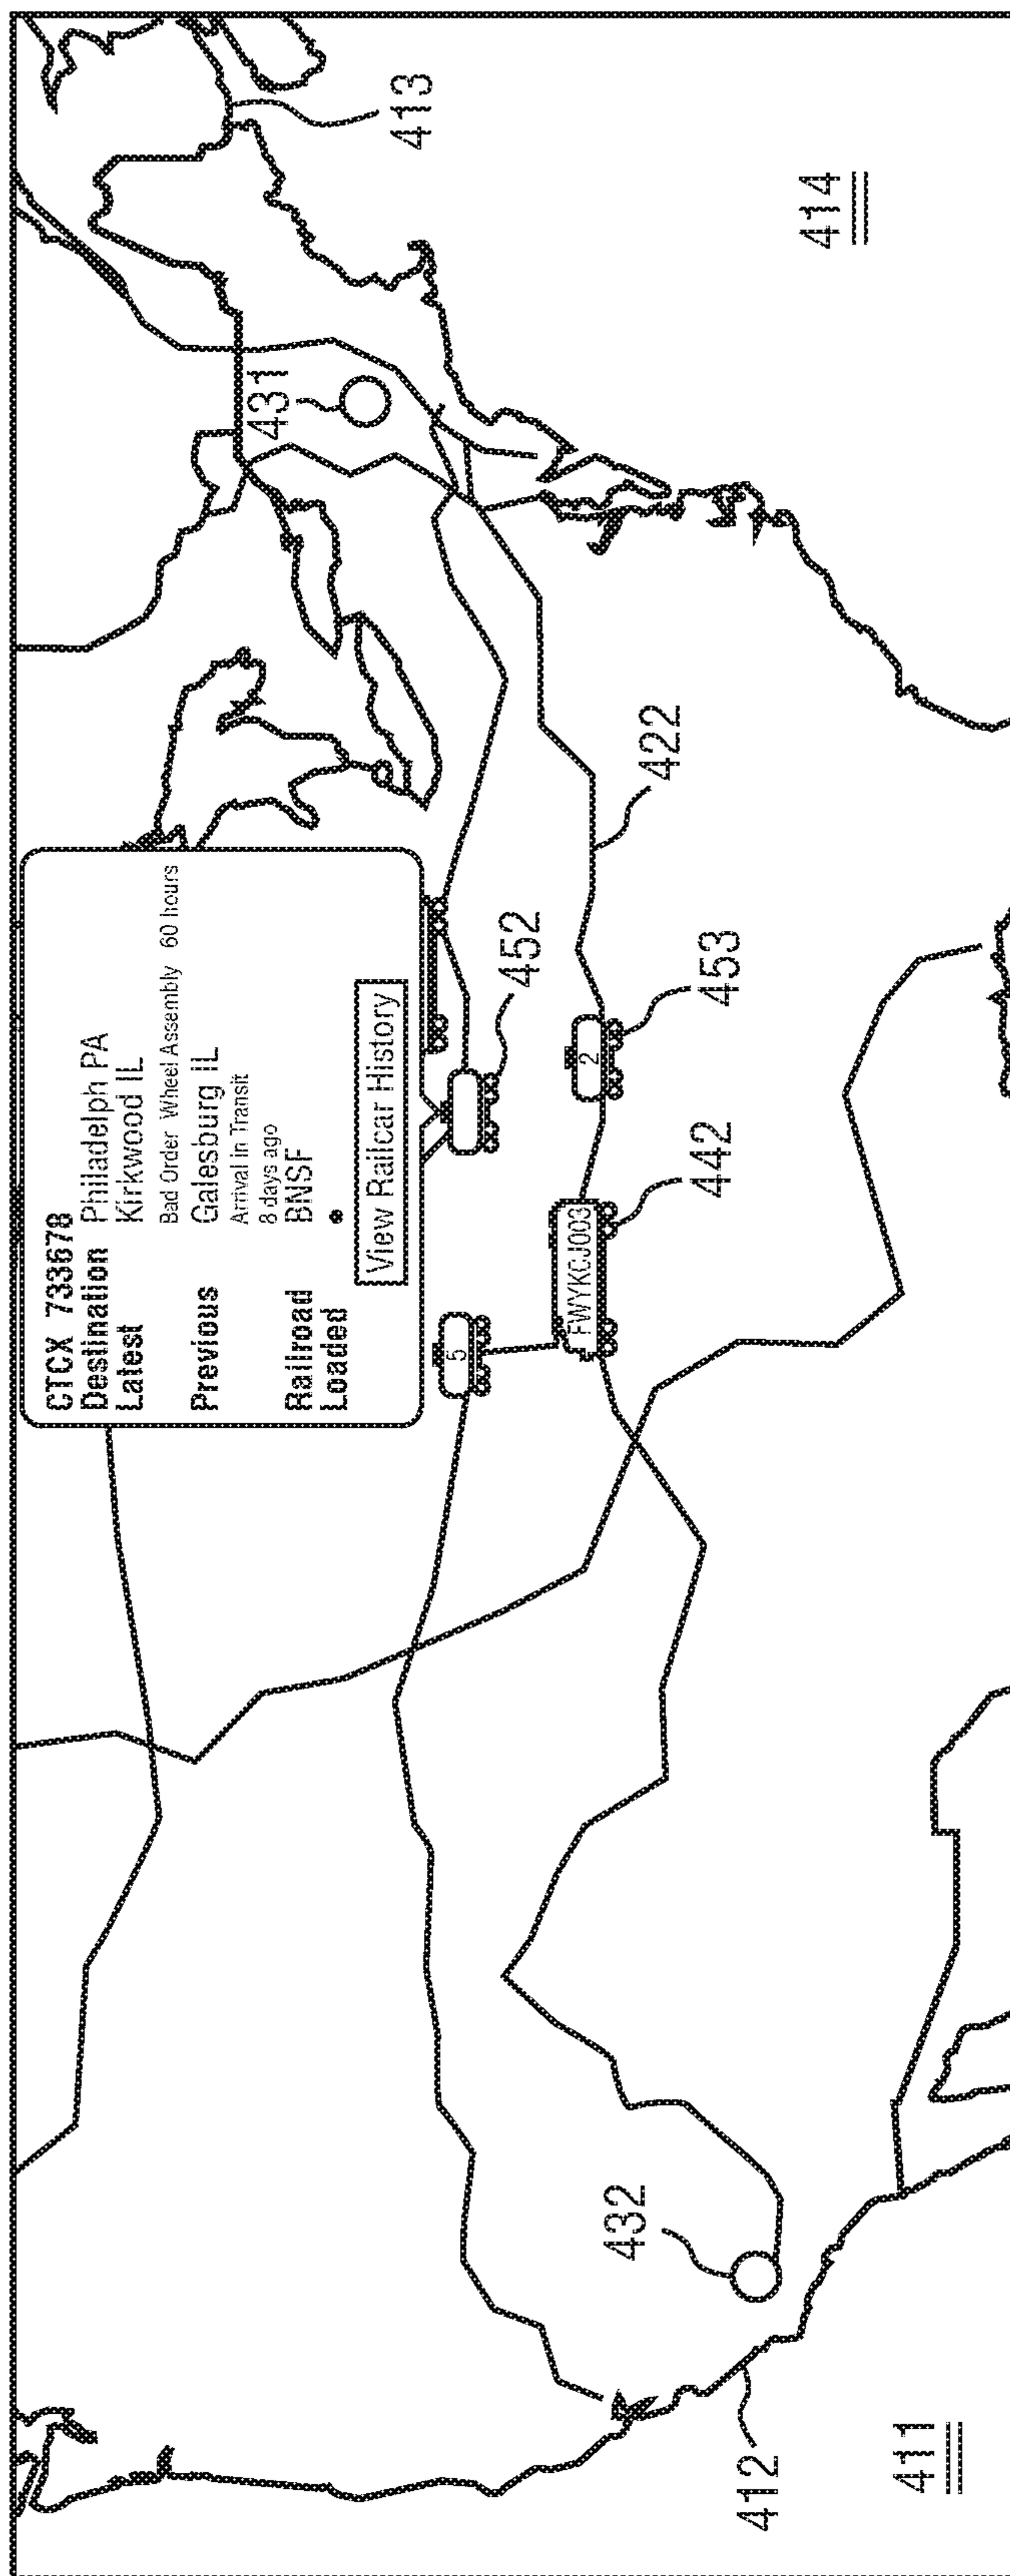 CTCX 733678
Destination Philadelph PA
Latest Kirkwood IL
Bad Order Wheel Assembly 60 hours
Previous Galesburg IL
Arrival in Transit
8 days ago
Railroad BNSF
Loaded •
View Railcar History
413
414
431
422
452
453
2
442
FWYKCJ003
5
432
412
411